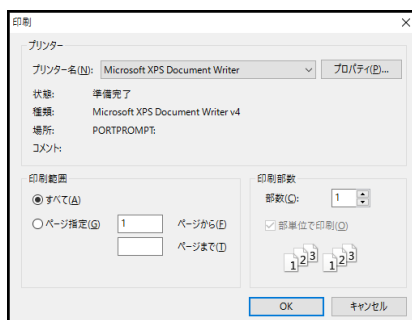 印刷
プリンター
プリンター名(N): Microsoft XPS Document Writer プロパティ(P)...
状態: 準備完了
種類: Microsoft XPS Document Writer v4
場所: PORTPROMPT:
コメント:
印刷範囲
すべて(A)
ページ指定(G) 1 ページから(F)
ページまで(T)
印刷部数
部数(C): 1
部単位で印刷(O)
1 2 3 1 2 3
OK キャンセル